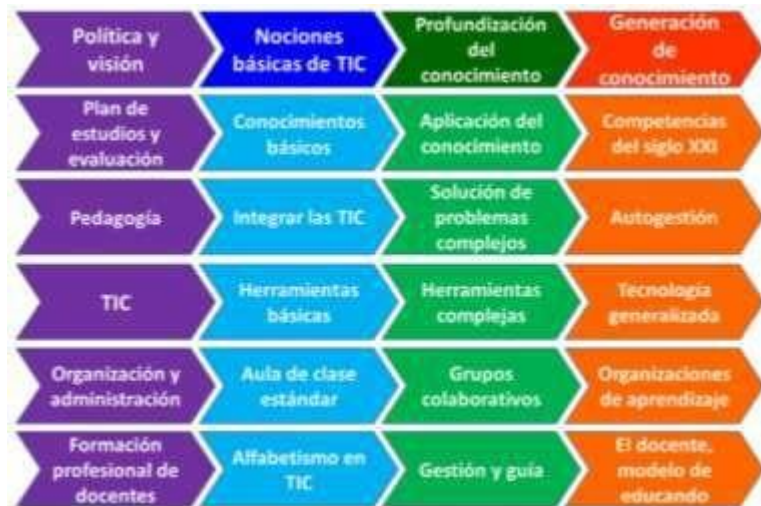 Política y
visión
Nociones
básicas de TIC
Profundización
del
conocimiento
Generación
de
conocimiento
Plan de
estudios y
evaluación
Conocimientos
básicos
Aplicación del
conocimiento
Competencias
del siglo XXI
Pedagogía
Integrar las TIC
Solución de
problemas
complejos
Autogestión
TIC
Herramientas
básicas
Herramientas
complejas
Tecnología
generalizada
Organización y
administración
Aula de clase
estándar
Grupos
colaborativos
Organizaciones
de aprendizaje
Formación
profesional de
docentes
Alfabetismo en
TIC
Gestión y guía
El docente,
modelo de
educando